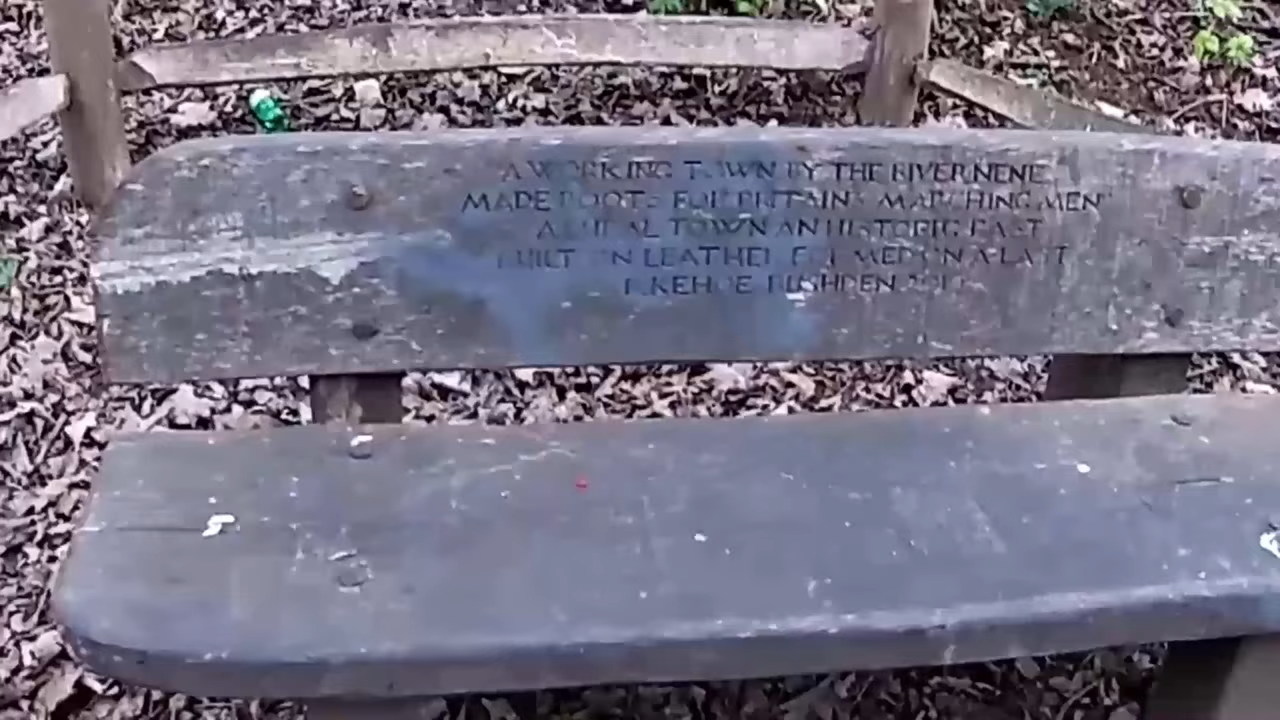 A WORKING TOWN BY THE RIVER NENE
MADE BOOTS FOR BRITAINS MARCHING MEN
A RURAL TOWN AN HISTORIC PAST
BUILT ON LEATHER FORMED ON A LAST
KEHOE RUSHDEN